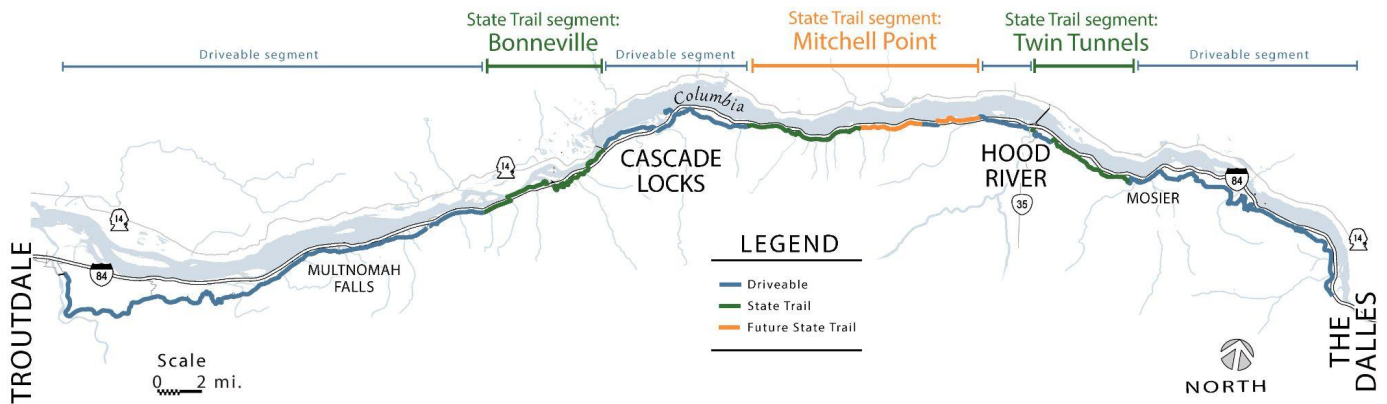 State Trail segment:
Bonneville
State Trail segment:
Mitchell Point
State Trail segment:
Twin Tunnels
Driveable segment
Driveable segment
Driveable segment
Columbia
14
14
CASCADE
LOCKS
HOOD
RIVER
35
84
MOSIER
14
84
MULTNOMAH
FALLS
TROUTDALE
THE
DALLES
LEGEND
Driveable
State Trail
Future State Trail
Scale
0 2 mi.
NORTH